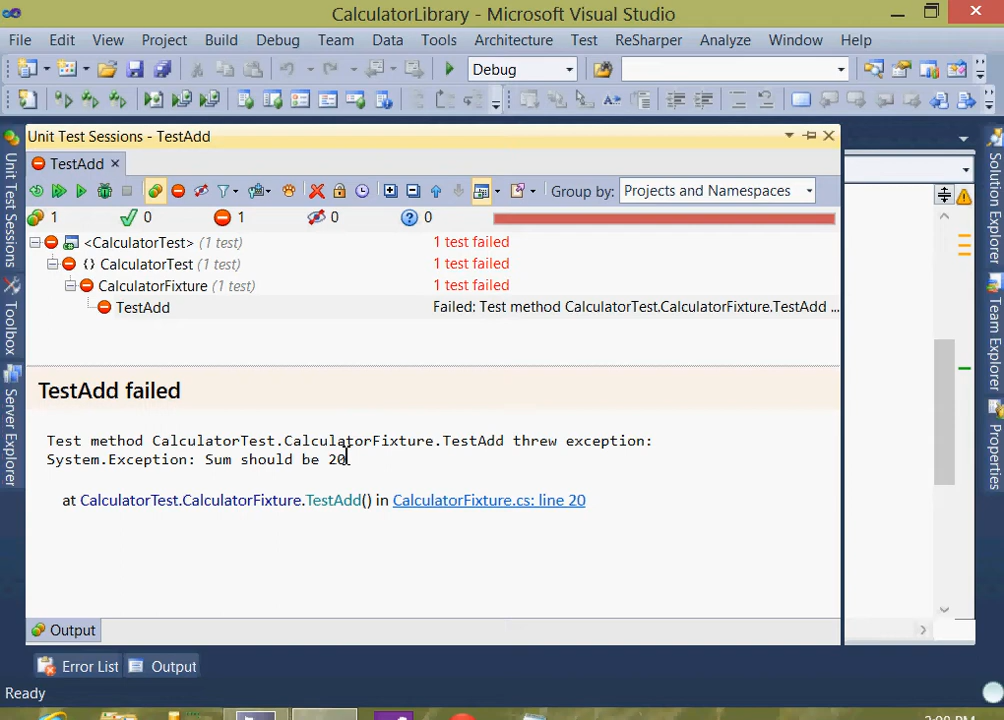 CalculatorLibrary - Microsoft Visual Studio
File Edit View Project Build Debug Team Data Tools Architecture Test ReSharper Analyze Window Help
Debug
Unit Test Sessions - TestAdd
TestAdd
Group by: Projects and Namespaces
1 0 1 0 0
<CalculatorTest> (1 test) 1 test failed
CalculatorTest (1 test) 1 test failed
CalculatorFixture (1 test) 1 test failed
TestAdd Failed: Test method CalculatorTest.CalculatorFixture.TestAdd ...
TestAdd failed
Test method CalculatorTest.CalculatorFixture.TestAdd threw exception:
System.Exception: Sum should be 20
at CalculatorTest.CalculatorFixture.TestAdd() in CalculatorFixture.cs: line 20
Output
Error List Output
Ready
Unit Test Sessions
Toolbox
Server Explorer
Solution Explorer
Team Explorer
Properties